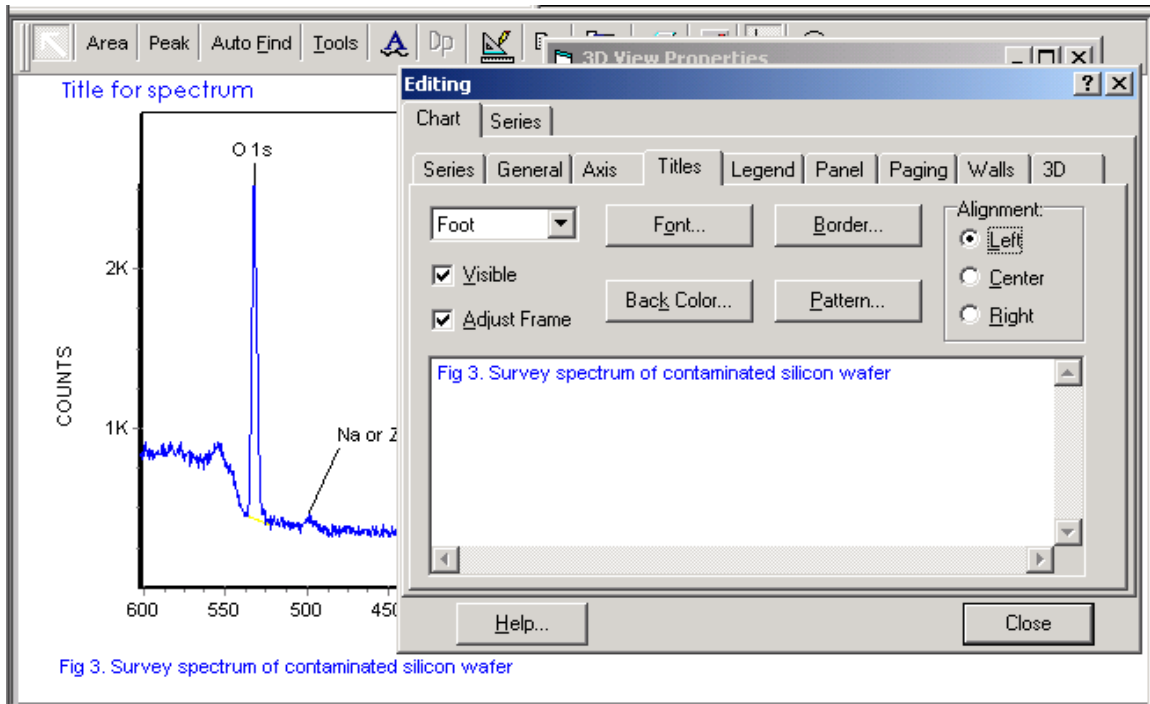 Area Peak Auto Find Tools A Dp
3D View Properties
Title for spectrum
Editing
Chart Series
Series General Axis Titles Legend Panel Paging Walls 3D
Foot Font... Border... Alignment:
Left
Visible
Center
Back Color... Pattern...
Adjust Frame
Right
Fig 3. Survey spectrum of contaminated silicon wafer
Help... Close
O 1s
2K
COUNTS
1K
Na or
600 550 500 450
Fig 3. Survey spectrum of contaminated silicon wafer